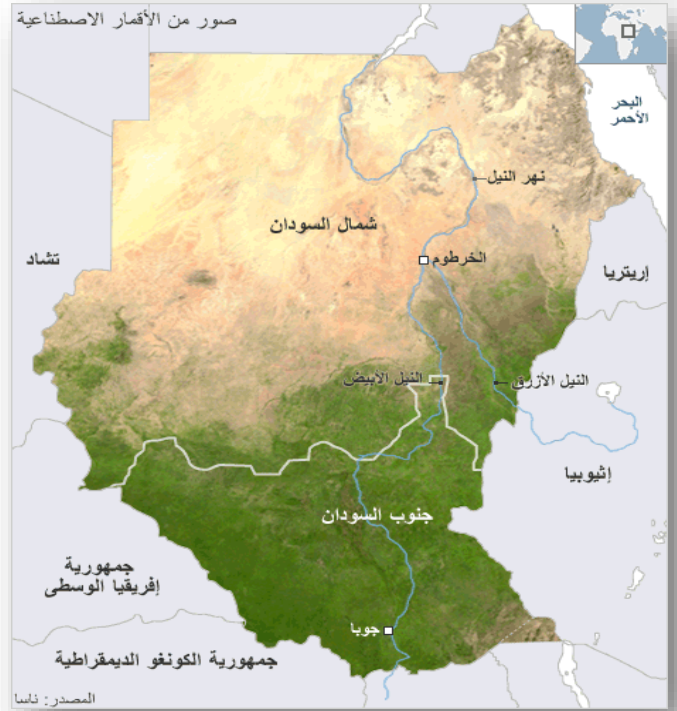 صور من الأقمار الاصطناعية
البحر
الأحمر
نهر النيل
شمال السودان
الخرطوم
تشاد
إريتريا
النيل الأبيض
النيل الأزرق
إثيوبيا
جنوب السودان
جمهورية
إفريقيا الوسطى
جوبا
جمهورية الكونغو الديمقراطية
المصدر: ناسا